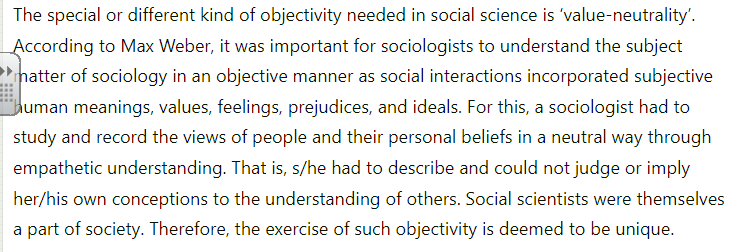 The special or different kind of objectivity needed in social science is ‘value-neutrality’.
According to Max Weber, it was important for sociologists to understand the subject
matter of sociology in an objective manner as social interactions incorporated subjective
human meanings, values, feelings, prejudices, and ideals. For this, a sociologist had to
study and record the views of people and their personal beliefs in a neutral way through
empathetic understanding. That is, s/he had to describe and could not judge or imply
her/his own conceptions to the understanding of others. Social scientists were themselves
a part of society. Therefore, the exercise of such objectivity is deemed to be unique.